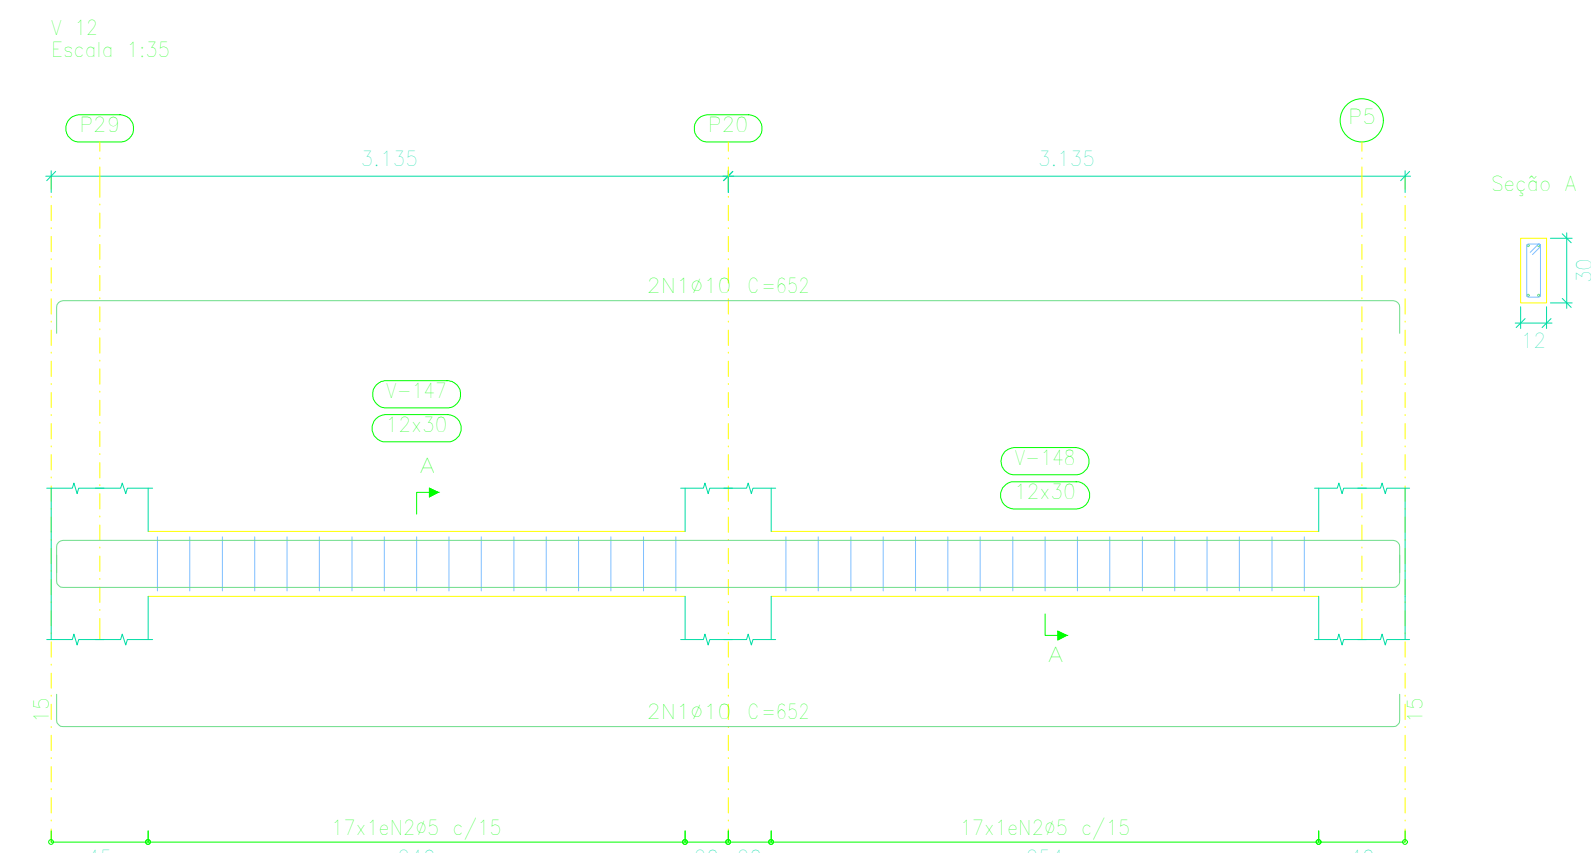 V 12
Escala 1:35
P29
P20
P5
3.135
3.135
Seção A
30
12
2N1ø10 C=652
V-147
12x30
A
V-148
12x30
A
15
2N1ø10 C=652
15
17x1eN2ø5 c/15
17x1eN2ø5 c/15